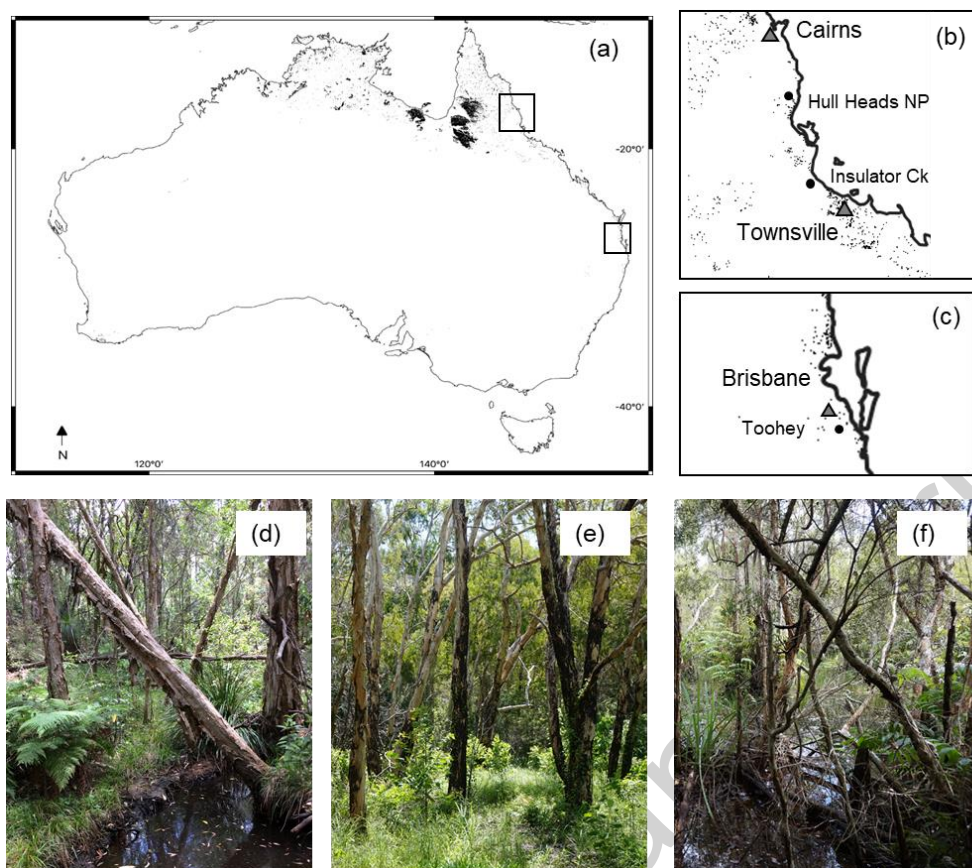 (a)
-20°0'
-40°0'
N
120°0'
140°0'
(b)
Cairns
Hull Heads NP
Insulator Ck
Townsville
(c)
Brisbane
Toohey
(d)
(e)
(f)